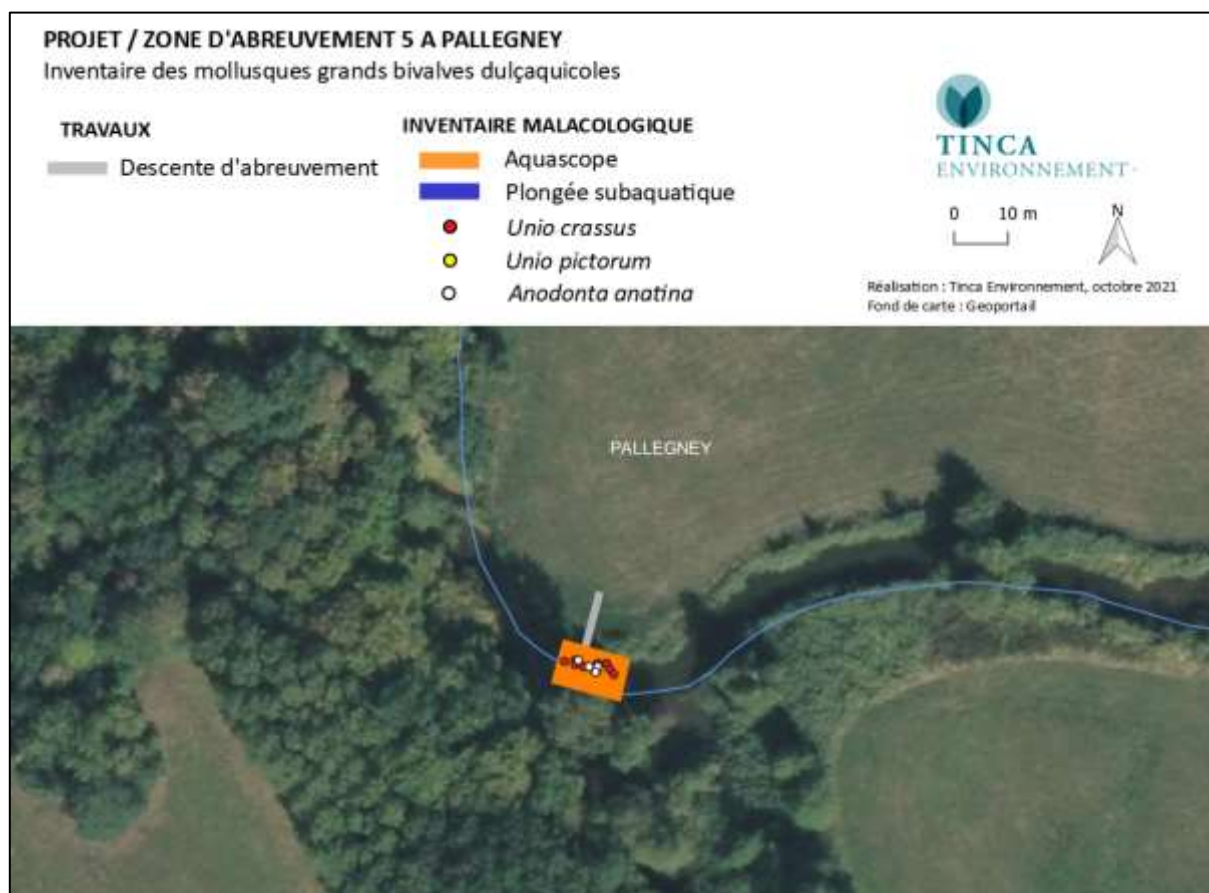 PROJET / ZONE D'ABREUVEMENT 5 A PALLEGNEY
Inventaire des mollusques grands bivalves dulçaquicoles
TRAVAUX
Descente d'abreuvement
INVENTAIRE MALACOLOGIQUE
Aquascope
Plongée subaquatique
Unio crassus
Unio pictorum
Anodonta anatina
TINCA
ENVIRONNEMENT
0 10 m
N
Réalisation : Tinca Environnement, octobre 2021
Fond de carte : Geoportail
PALLEGNEY